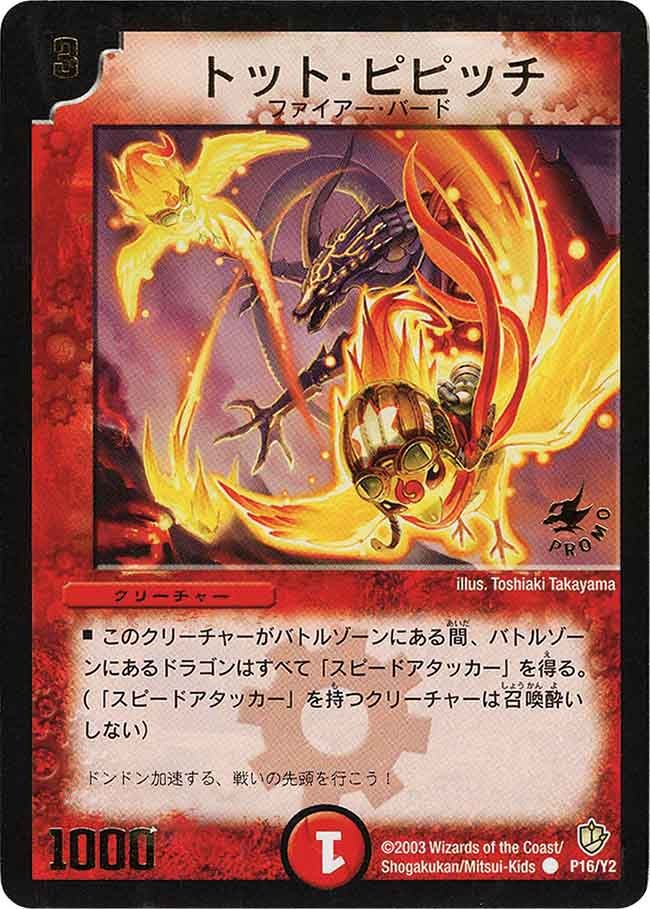 3
トット・ピピッチ
ファイアー・バード
PROMO
illus. Toshiaki Takayama
クリーチャー
■ このクリーチャーがバトルゾーンにある間、バトルゾー
ンにあるドラゴンはすべて「スピードアタッカー」を得る。
(「スピードアタッカー」を持つクリーチャーは召喚酔い
しない)
ドンドン加速する、戦いの先頭を行こう!
1000
1
©2003 Wizards of the Coast/
Shogakukan/Mitsui-Kids
P16/Y2